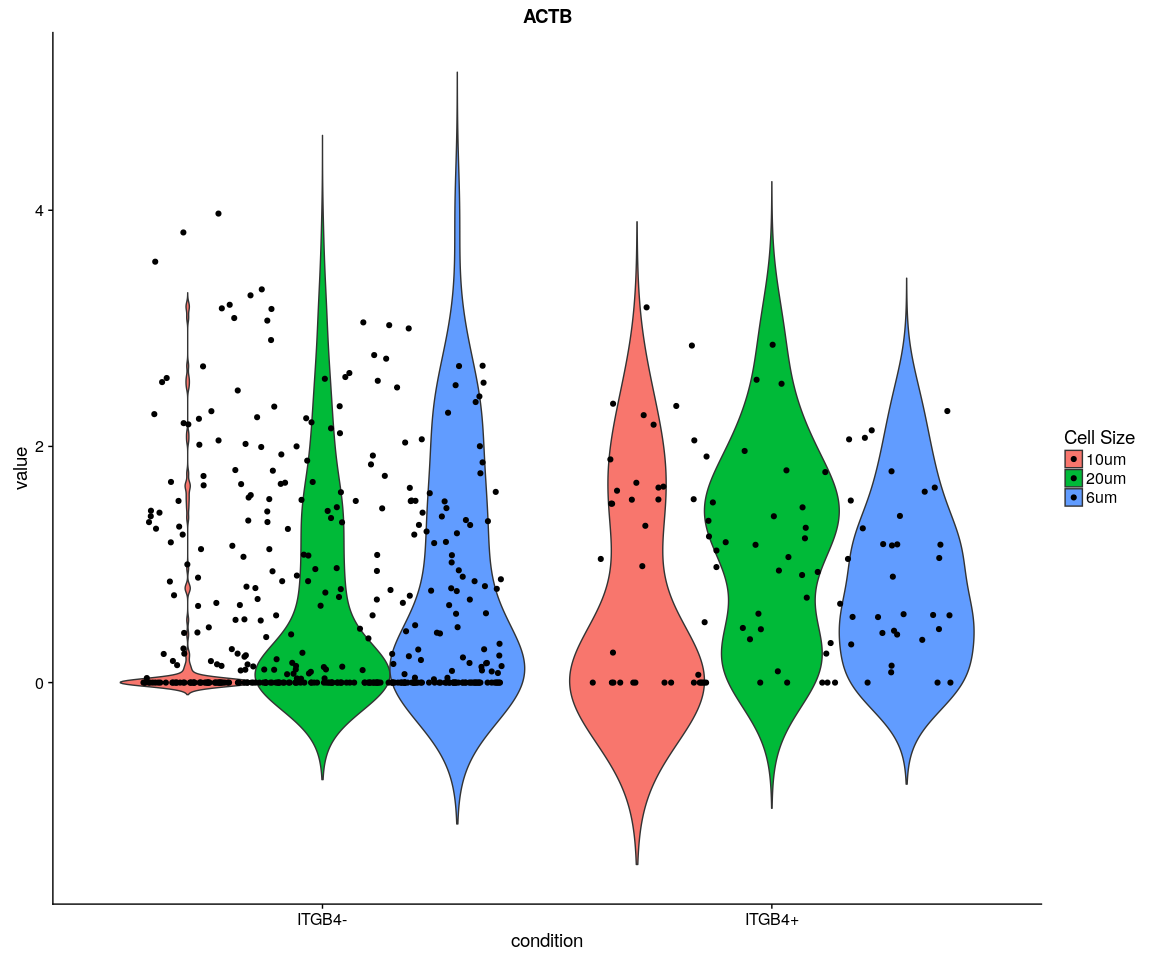 ACTB
4
2
0
value
ITGB4-
ITGB4+
condition
Cell Size
10um
20um
6um